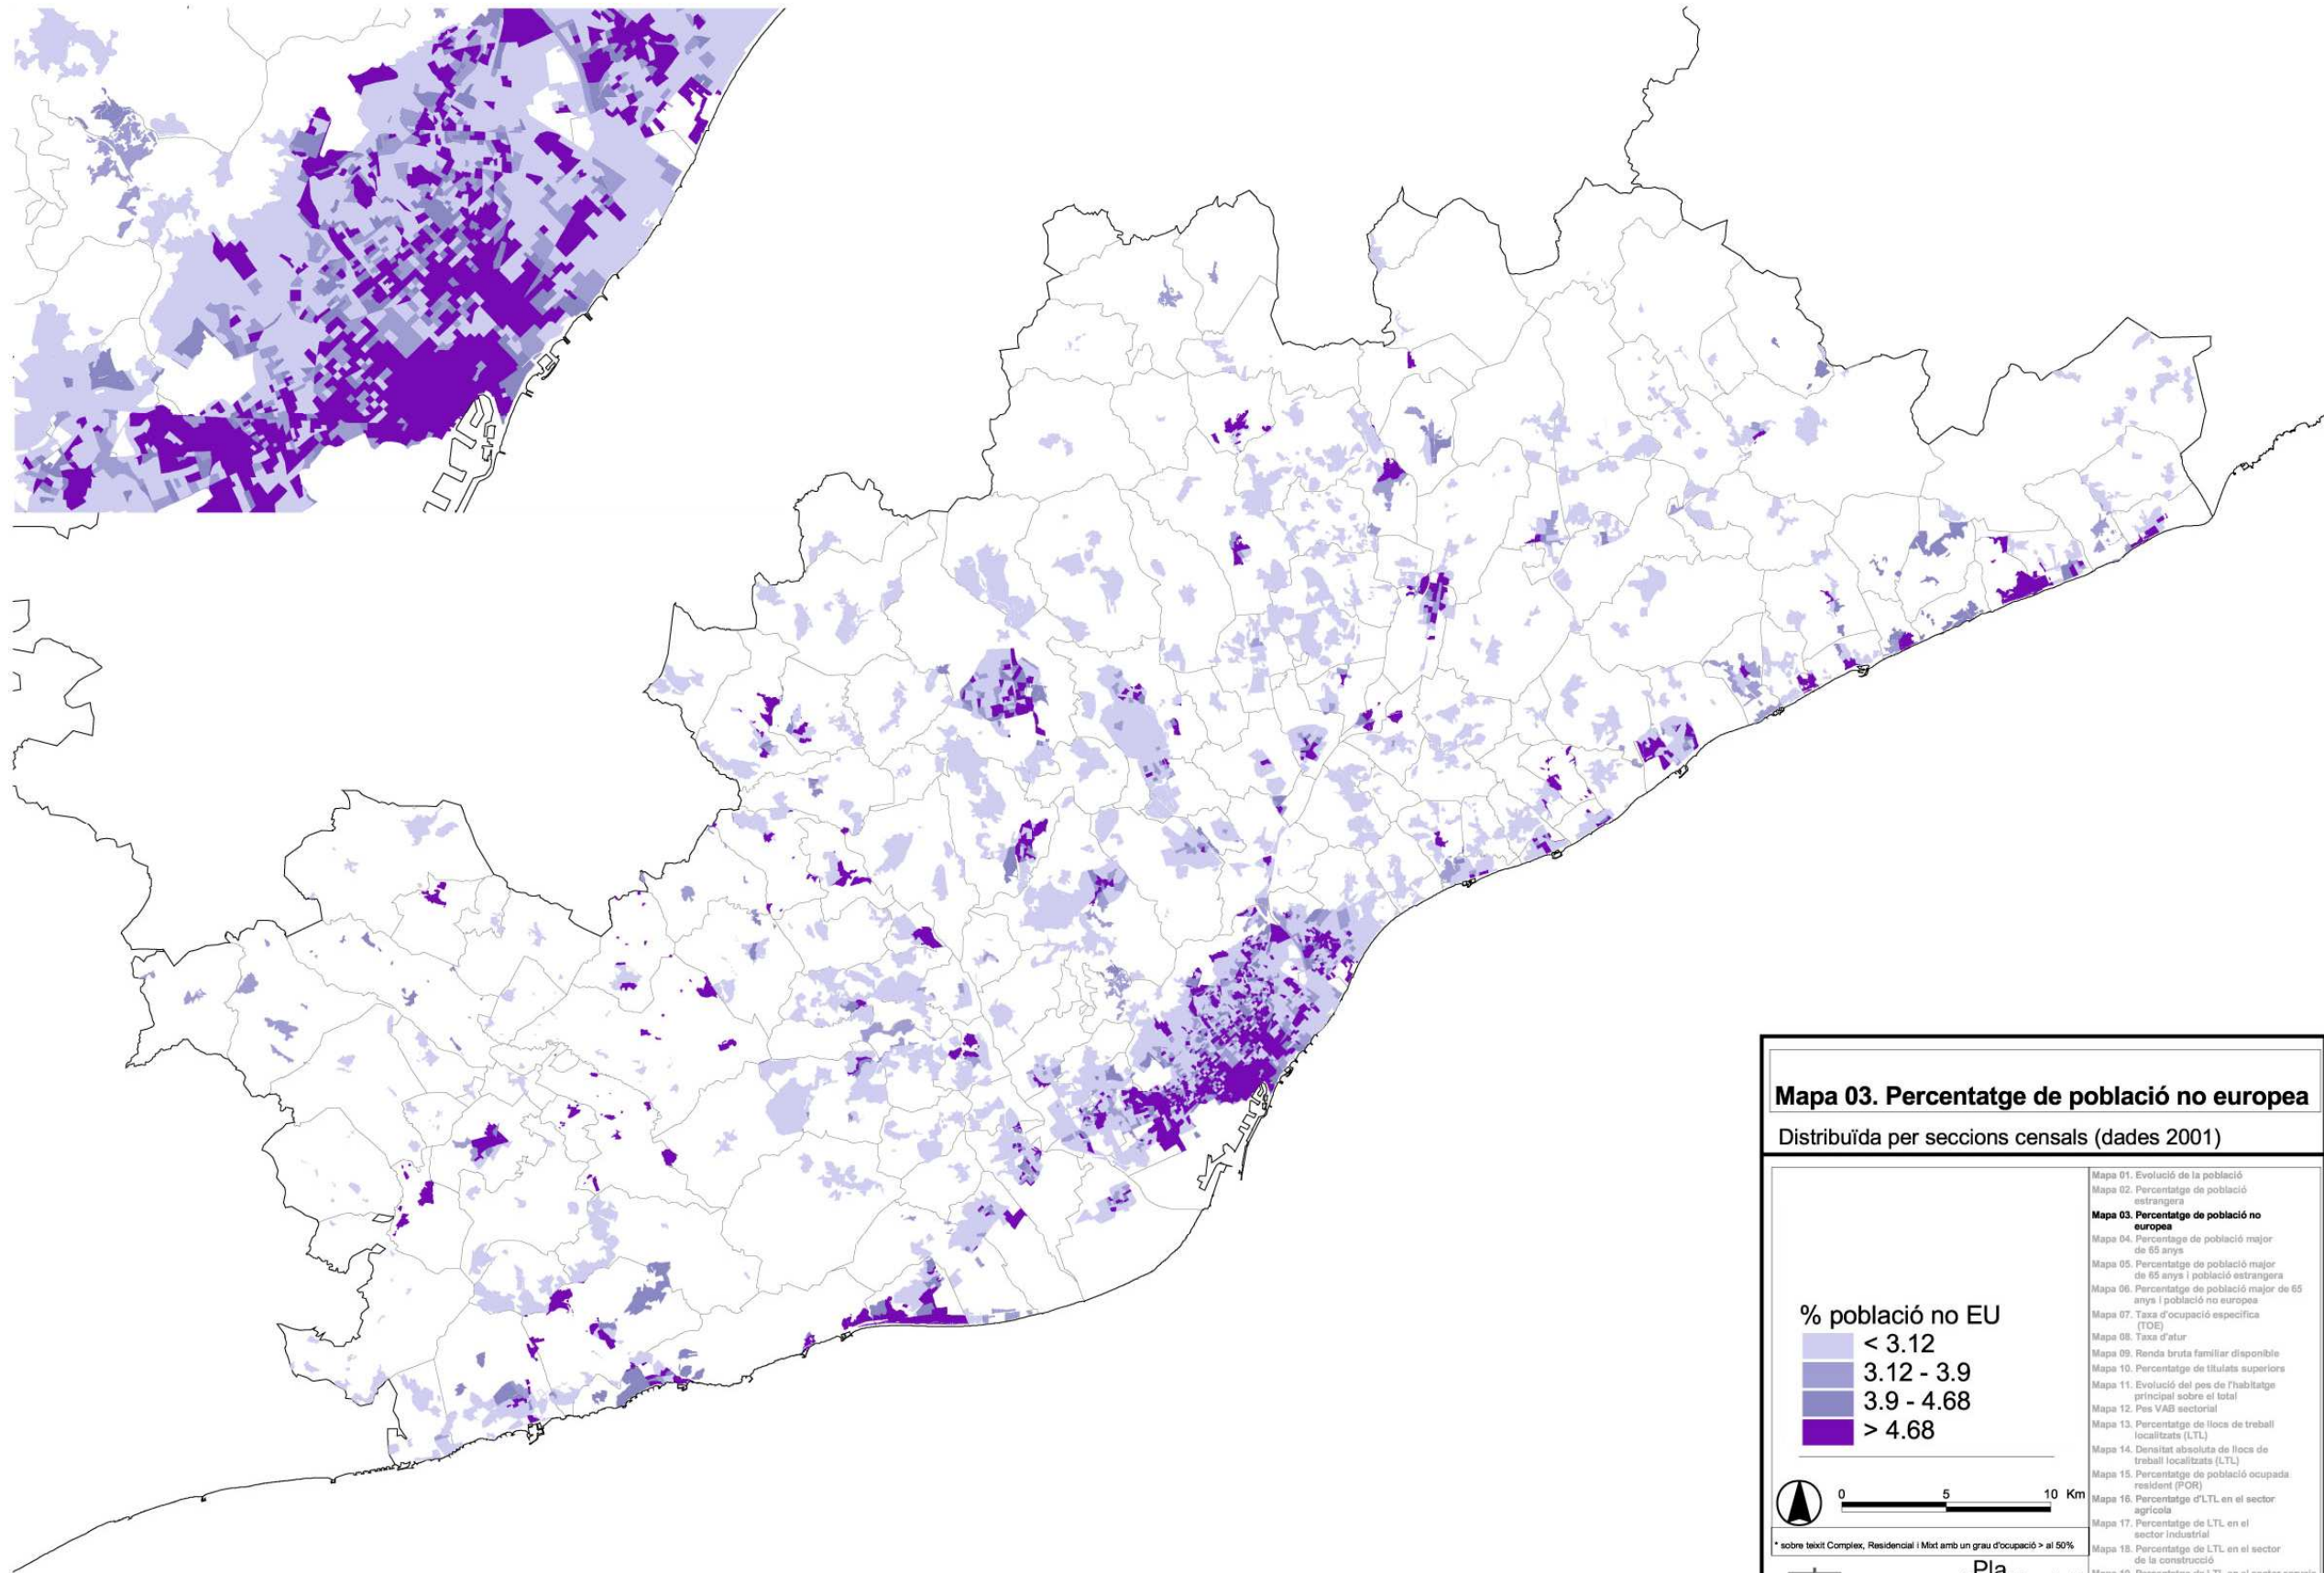 Mapa 03. Percentatge de població no europea
Distribuïda per seccions censals (dades 2001)
% població no EU
< 3.12
3.12 - 3.9
3.9 - 4.68
> 4.68
0 5 10 Km
* sobre teixit Complex, Residencial i Mixt amb un grau d'ocupació > al 50%
Pla
Mapa 01. Evolució de la població
Mapa 02. Percentatge de població
estrangera
Mapa 03. Percentatge de població no
europea
Mapa 04. Percentage de població major
de 65 anys
Mapa 05. Percentatge de població major
de 65 anys i població estrangera
Mapa 06. Percentatge de població major de 65
anys i població no europea
Mapa 07. Taxa d'ocupació específica
(TOE)
Mapa 08. Taxa d'atur
Mapa 09. Renda bruta familiar disponible
Mapa 10. Percentatge de titulats superiors
Mapa 11. Evolució del pes de l'habitatge
principal sobre el total
Mapa 12. Pes VAB sectorial
Mapa 13. Percentatge de llocs de treball
localitzats (LTL)
Mapa 14. Densitat absoluta de llocs de
treball localitzats (LTL)
Mapa 15. Percentatge de població ocupada
resident (POR)
Mapa 16. Percentatge d'LTL en el sector
agrícola
Mapa 17. Percentatge de LTL en el
sector industrial
Mapa 18. Percentatge de LTL en el sector
de la construcció